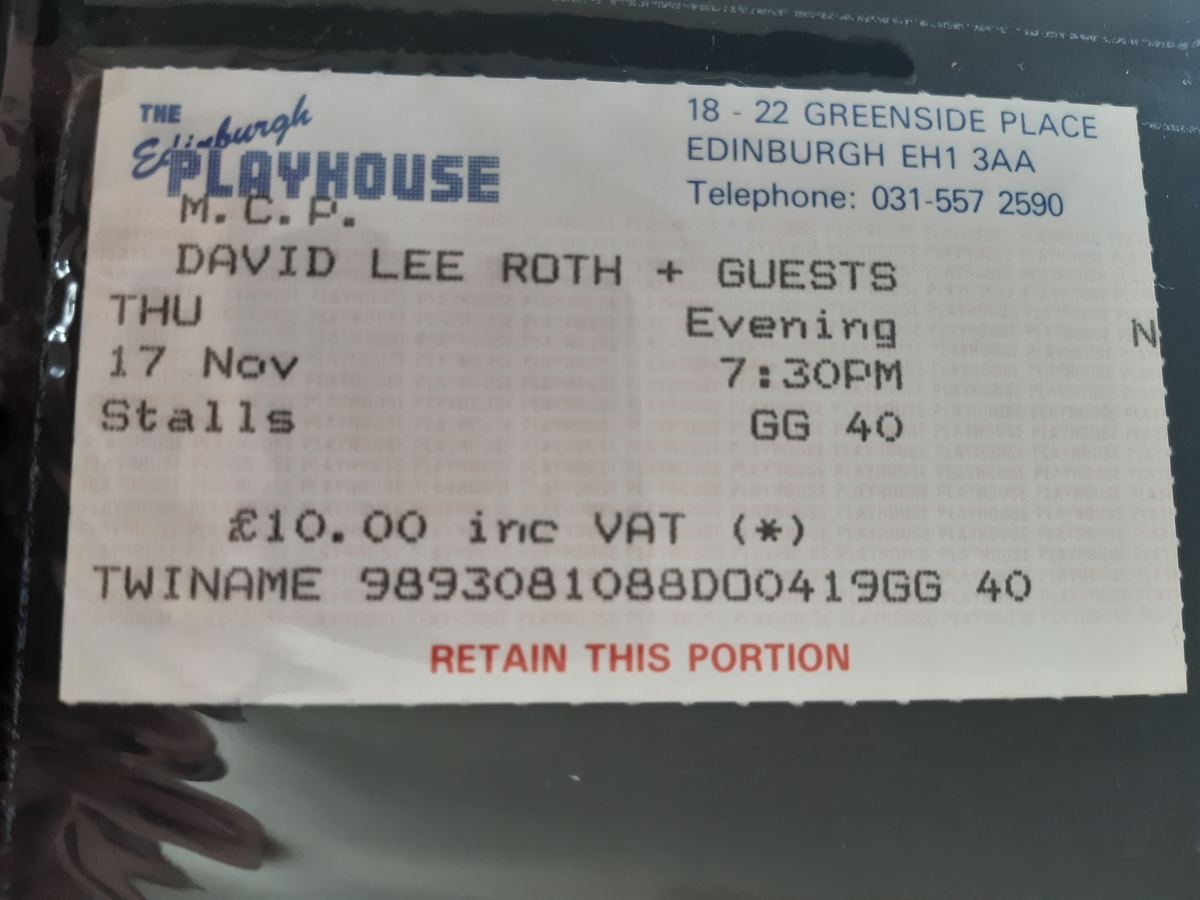 THE
Edinburgh
PLAYHOUSE
18 - 22 GREENSIDE PLACE
EDINBURGH EH1 3AA
Telephone: 031-557 2590
M.C.P.
DAVID LEE ROTH + GUESTS
THU Evening N
17 Nov 7:30PM
Stalls GG 40
£10.00 inc VAT (*)
TWINAME 9893081088D00419GG 40
RETAIN THIS PORTION